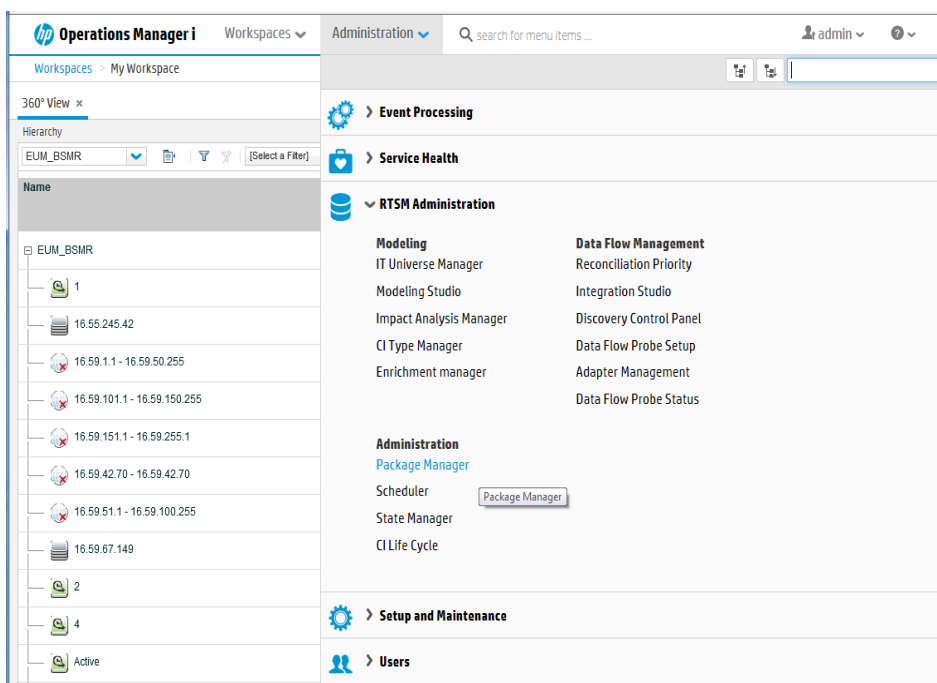 hp Operations Manager i Workspaces Administration search for menu items ... admin ?
Workspaces > My Workspace
360° View ×
Hierarchy
EUM_BSMR [Select a Filter]
Name
EUM_BSMR
1
16.55.245.42
16.59.1.1 - 16.59.50.255
16.59.101.1 - 16.59.150.255
16.59.151.1 - 16.59.255.1
16.59.42.70 - 16.59.42.70
16.59.51.1 - 16.59.100.255
16.59.67.149
2
4
Active
Event Processing
Service Health
RTSM Administration
Modeling
IT Universe Manager
Modeling Studio
Impact Analysis Manager
CI Type Manager
Enrichment manager
Data Flow Management
Reconciliation Priority
Integration Studio
Discovery Control Panel
Data Flow Probe Setup
Adapter Management
Data Flow Probe Status
Administration
Package Manager
Package Manager
Scheduler
State Manager
CI Life Cycle
Setup and Maintenance
Users